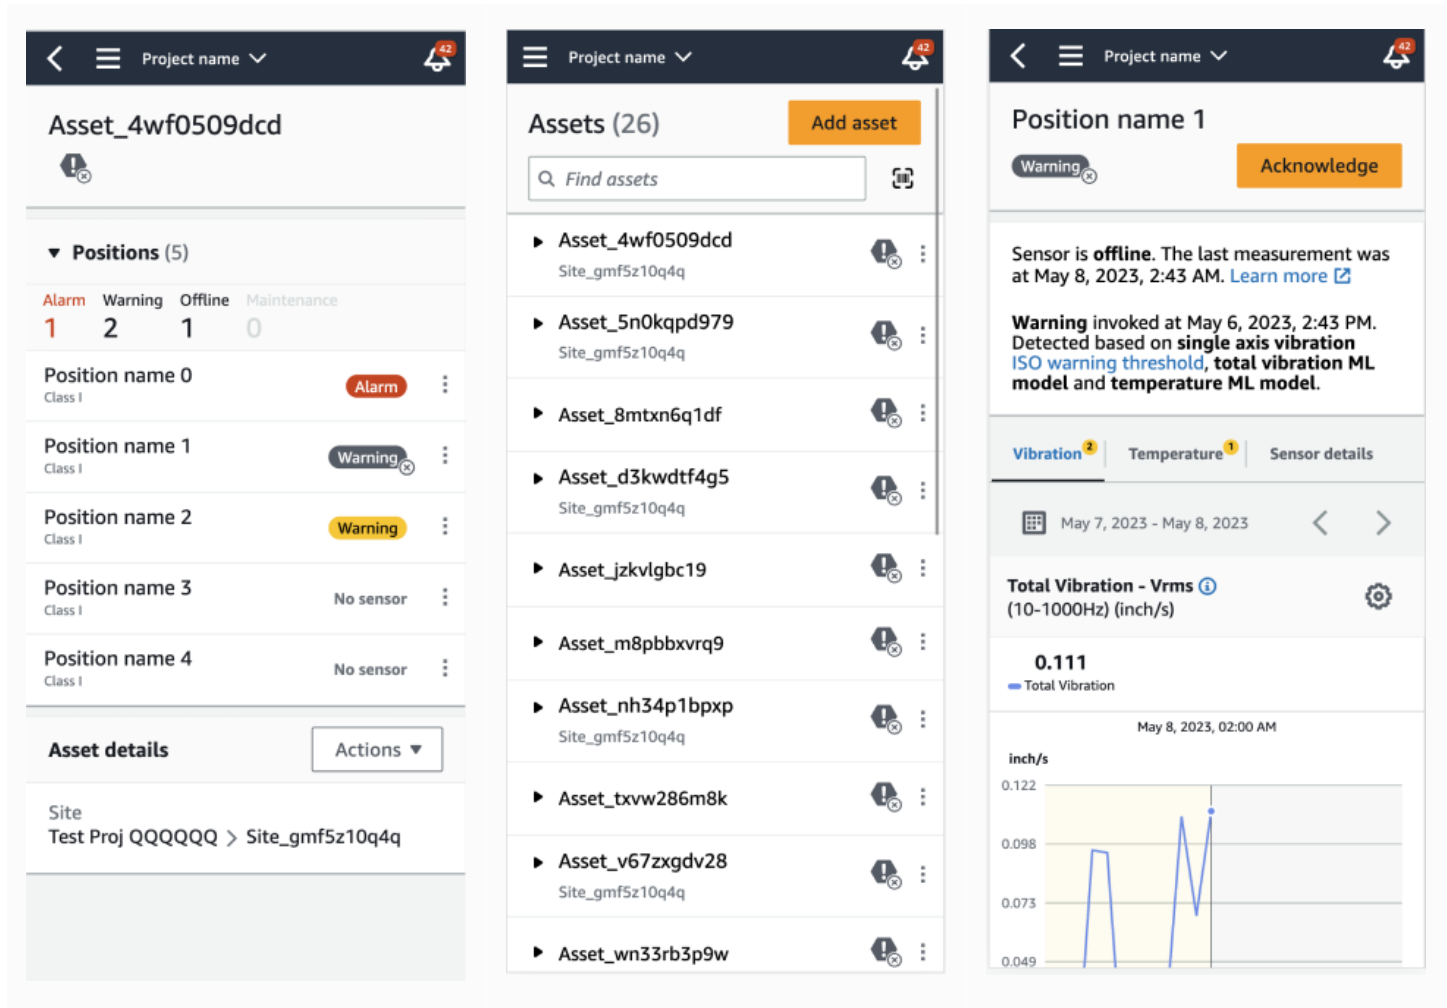 Project name
42
Asset_4wf0509dcd
Positions (5)
Alarm Warning Offline Maintenance
1 2 1 0
Position name 0
Class I
Alarm
Position name 1
Class I
Warning
Position name 2
Class I
Warning
Position name 3
Class I
No sensor
Position name 4
Class I
No sensor
Asset details
Actions
Site
Test Proj QQQQQQ > Site_gmf5z10q4q
Project name
42
Assets (26)
Add asset
Find assets
Asset_4wf0509dcd
Site_gmf5z10q4q
Asset_5n0kqpd979
Site_gmf5z10q4q
Asset_8mtxn6q1df
Asset_d3kwdtf4g5
Site_gmf5z10q4q
Asset_jzkvlgbc19
Asset_m8pbbxvrq9
Asset_nh34p1bpxp
Site_gmf5z10q4q
Asset_txvw286m8k
Asset_v67zxgdv28
Site_gmf5z10q4q
Asset_wn33rb3p9w
Project name
42
Position name 1
Warning
Acknowledge
Sensor is offline. The last measurement was
at May 8, 2023, 2:43 AM. Learn more
Warning invoked at May 6, 2023, 2:43 PM.
Detected based on single axis vibration
ISO warning threshold, total vibration ML
model and temperature ML model.
Vibration 2 Temperature 1 Sensor details
May 7, 2023 - May 8, 2023
Total Vibration - Vrms
(10-1000Hz) (inch/s)
0.111
Total Vibration
May 8, 2023, 02:00 AM
inch/s
0.122
0.098
0.073
0.049